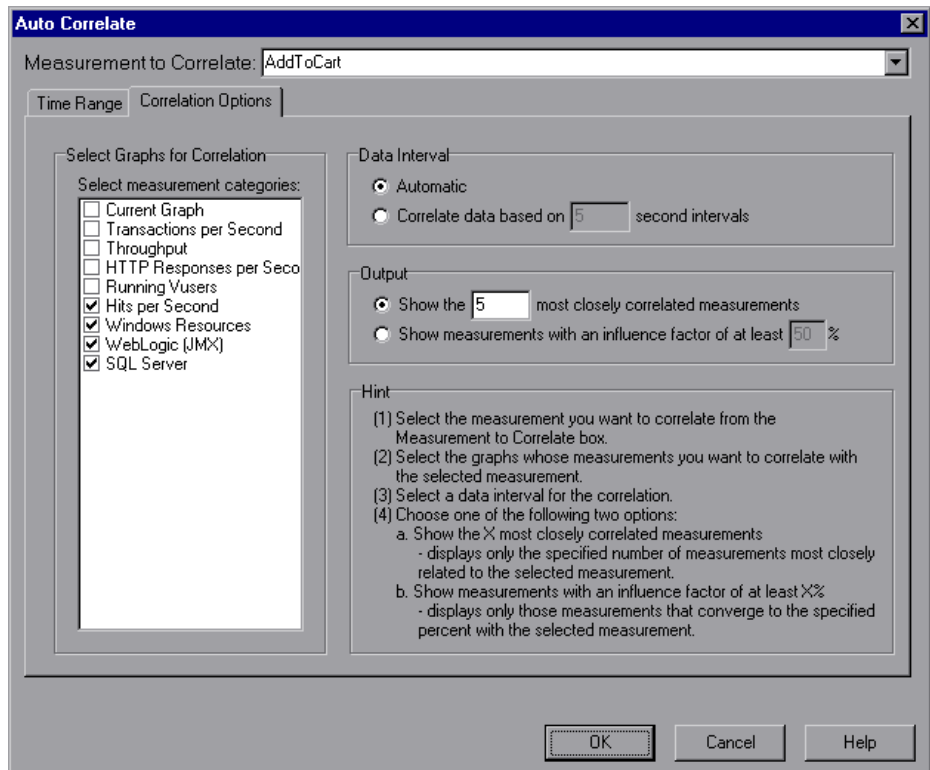 Auto Correlate
Measurement to Correlate: AddToCart
Time Range Correlation Options
Select Graphs for Correlation
Select measurement categories:
Current Graph
Transactions per Second
Throughput
HTTP Responses per Seco
Running Vusers
Hits per Second
Windows Resources
WebLogic (JMX)
SQL Server
Data Interval
Automatic
Correlate data based on 5 second intervals
Output
Show the 5 most closely correlated measurements
Show measurements with an influence factor of at least 50 %
Hint
(1) Select the measurement you want to correlate from the
Measurement to Correlate box.
(2) Select the graphs whose measurements you want to correlate with
the selected measurement.
(3) Select a data interval for the correlation.
(4) Choose one of the following two options:
a. Show the X most closely correlated measurements
- displays only the specified number of measurements most closely
related to the selected measurement.
b. Show measurements with an influence factor of at least X%
- displays only those measurements that converge to the specified
percent with the selected measurement.
OK Cancel Help